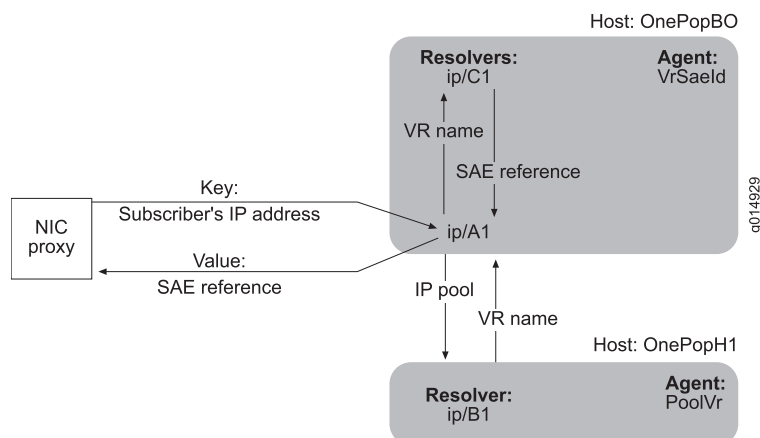 Host: OnePopBO
Resolvers:
ip/C1
Agent:
VrSaeId
VR name
SAE reference
Key:
Subscriber's IP address
NIC
proxy
ip/A1
Value:
SAE reference
IP pool
VR name
Host: OnePopH1
Resolver:
ip/B1
Agent:
PoolVr
g014929